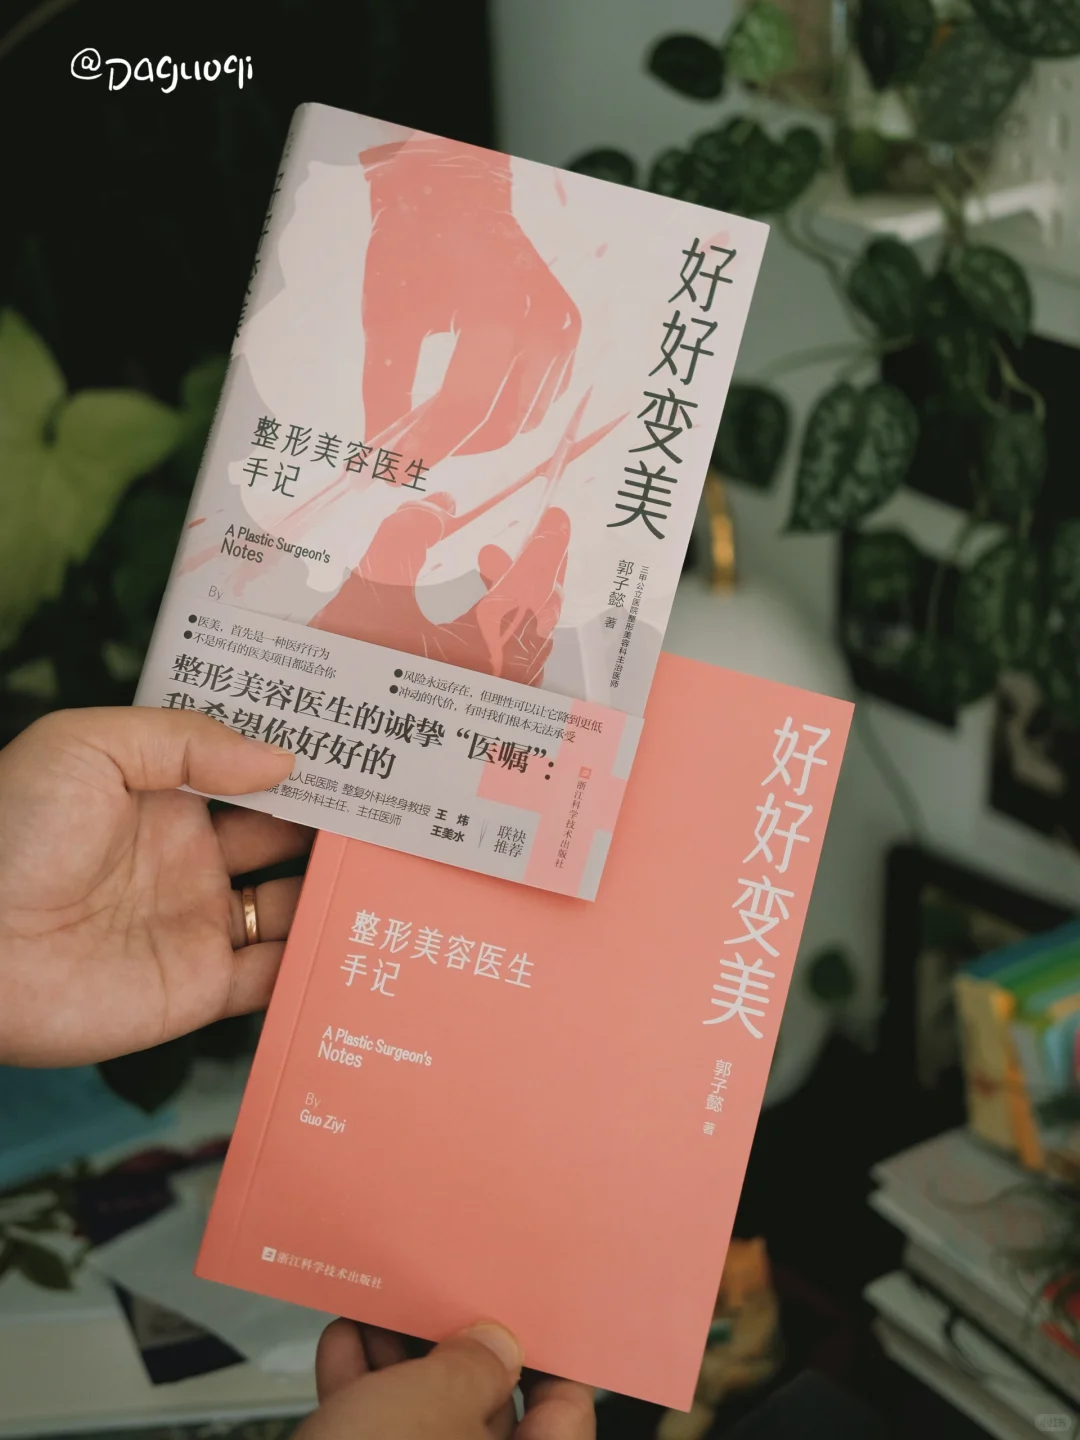 @DAGUOQI
好好变美
整形美容医生
手记
A Plastic Surgeon's
Notes
By
三甲公立医院整形美容科主治医师
郭子懿 著
●医美，首先是一种医疗行为
●不是所有的医美项目都适合你
●风险永远存在，但理性可以让它降到更低
●冲动的代价，有时我们根本无法承受
整形美容医生的诚挚“医嘱”：
我希望你好好的
人民医院 整复外科终身教授 王 炜
院 整形外科主任、主任医师 王美水
联袂
推荐
浙江科学技术出版社
好好变美
整形美容医生
手记
A Plastic Surgeon's
Notes
By
Guo Ziyi
郭子懿 著
浙江科学技术出版社